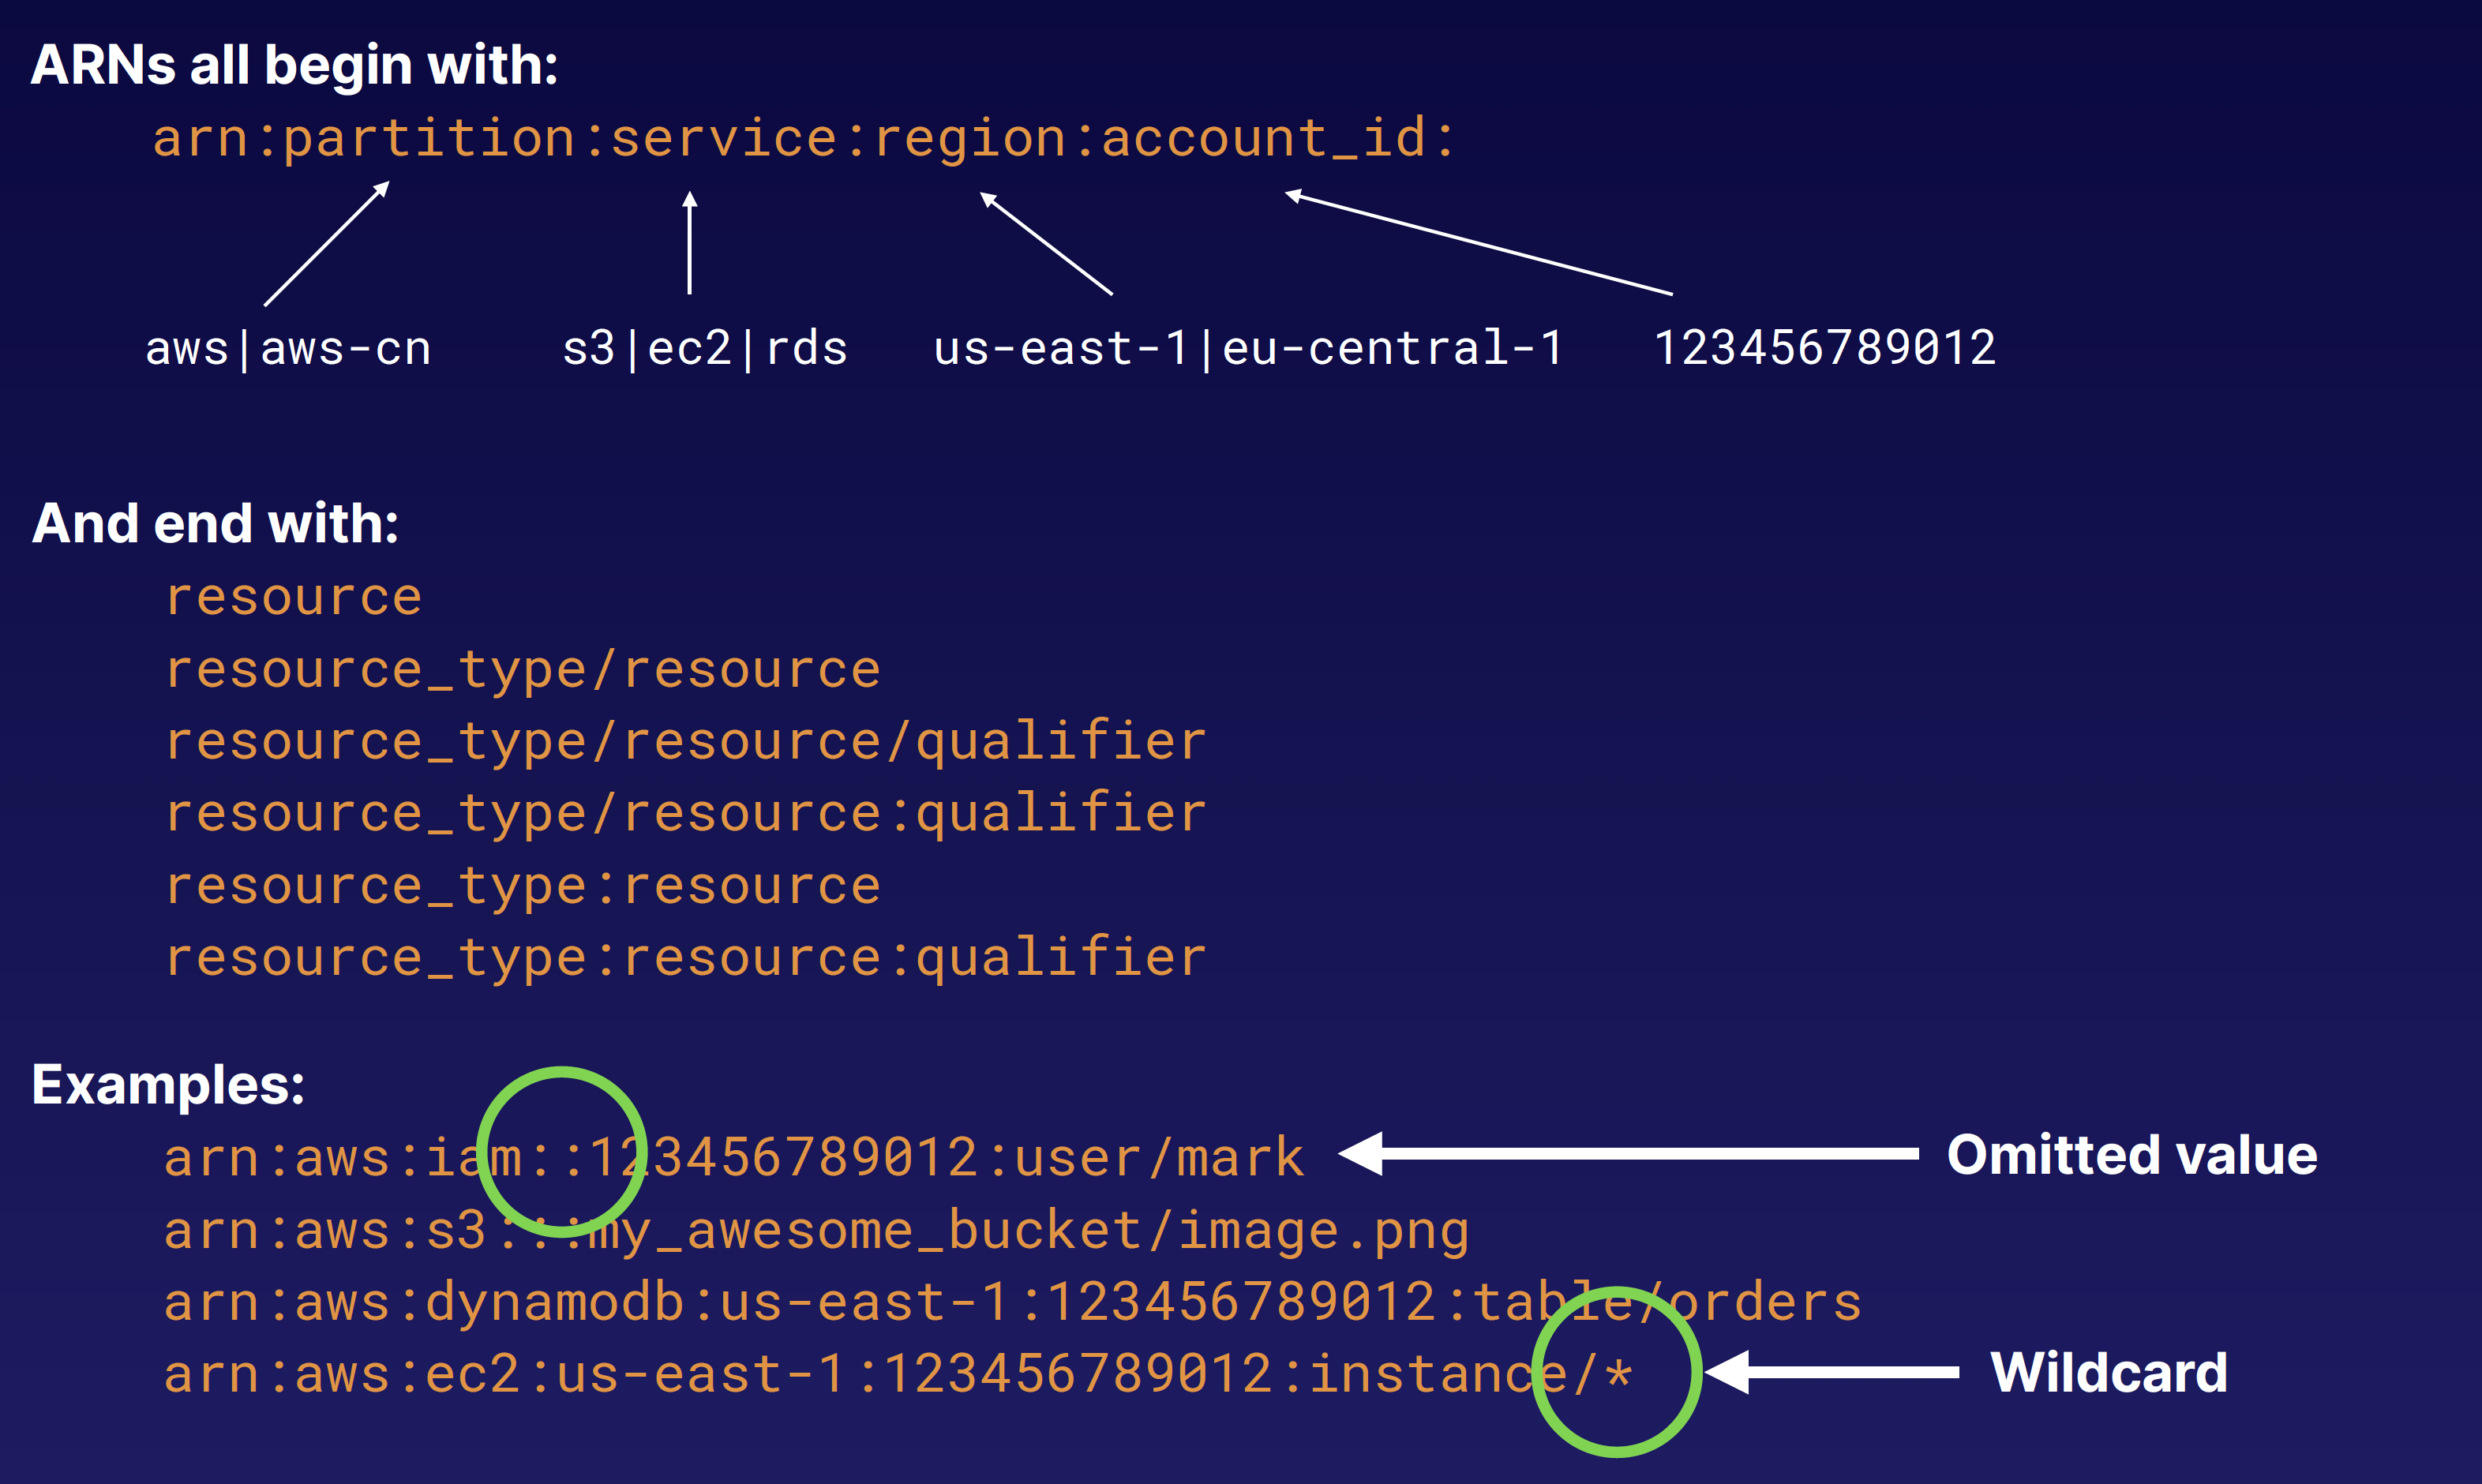 ARNs all begin with:
arn:partition:service:region:account_id:
aws|aws-cn s3|ec2|rds us-east-1|eu-central-1 123456789012
And end with:
resource
resource_type/resource
resource_type/resource/qualifier
resource_type/resource:qualifier
resource_type:resource
resource_type:resource:qualifier
Examples:
arn:aws:iam::123456789012:user/mark Omitted value
arn:aws:s3:::my_awesome_bucket/image.png
arn:aws:dynamodb:us-east-1:123456789012:table/orders
arn:aws:ec2:us-east-1:123456789012:instance/* Wildcard